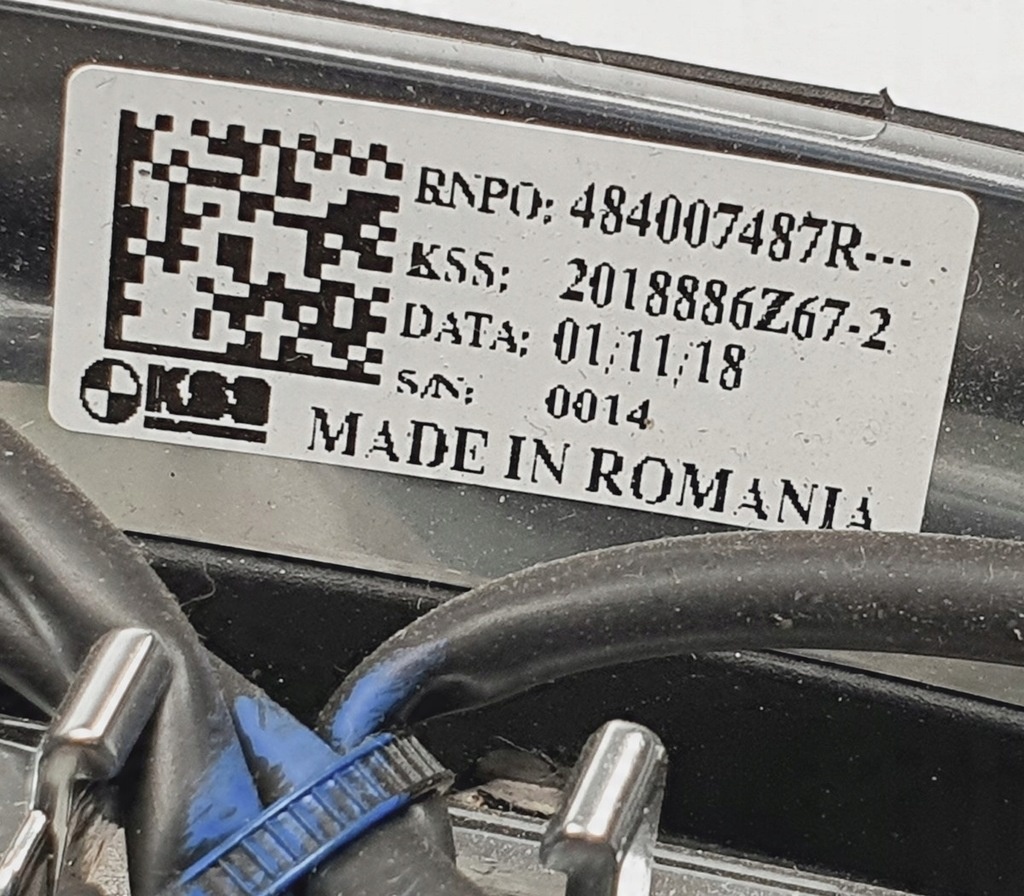 RNPO: 484007487R---
KSS: 2018886Z67-2
DATA: 01/11/18
S/N: 0014
KSS
MADE IN ROMANIA